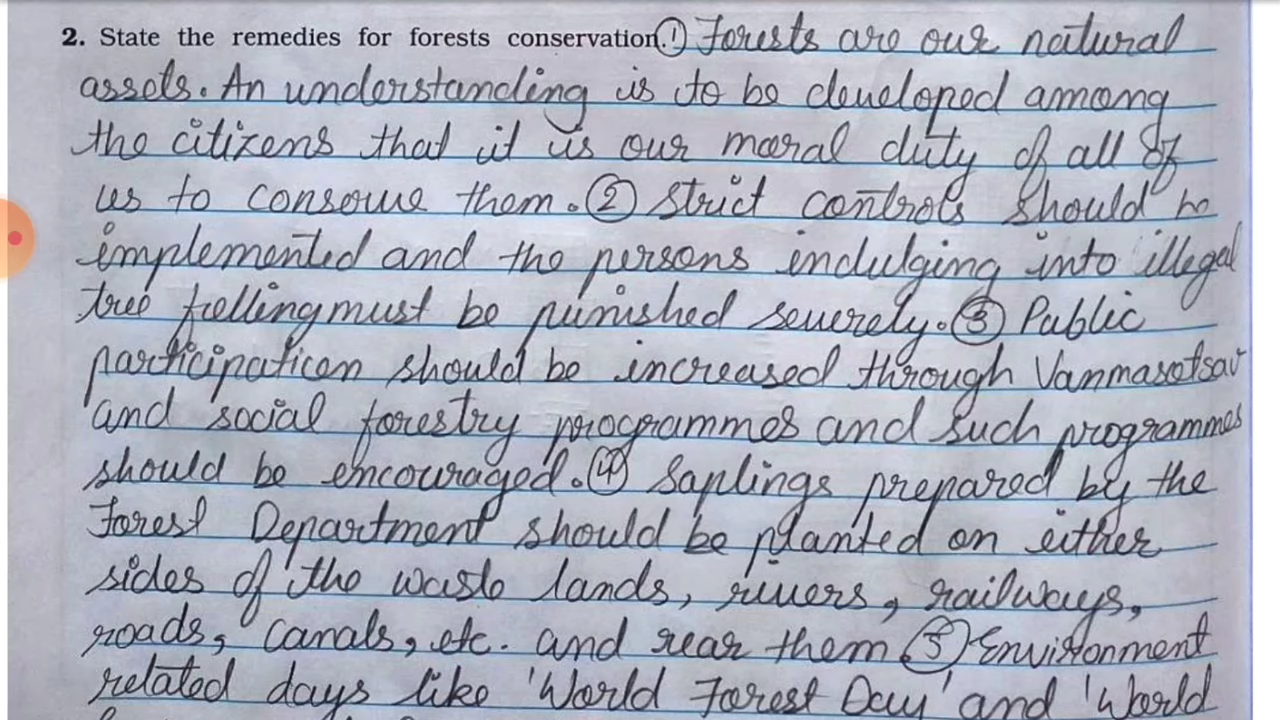 2. State the remedies for forests conservation. ① Forests are our natural
assets. An understanding is to be developed among
the citizens that it is our moral duty of all of
us to conserve them. ② Strict controls should be
implemented and the persons indulging into illegal
tree felling must be punished severely. ③ Public
participation should be increased through Vanmasotsav
and social forestry programmes and such programmes
should be encouraged. ④ Saplings prepared by the
Forest Department should be planted on either
sides of the waste lands, rivers, railways,
roads, canals, etc. and rear them ⑤ Environment
related days like 'World Forest Day' and 'World